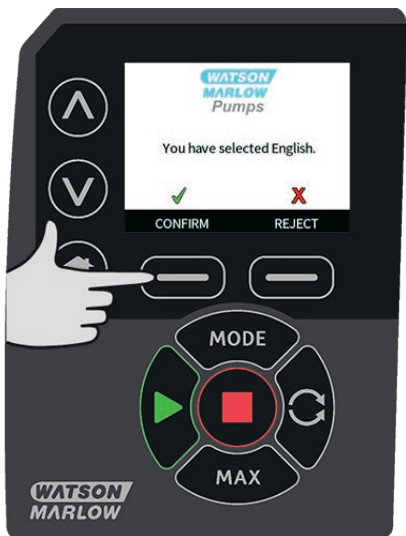 WATSON
MARLOW
Pumps
You have selected English.
CONFIRM REJECT
MODE
MAX
WATSON
MARLOW